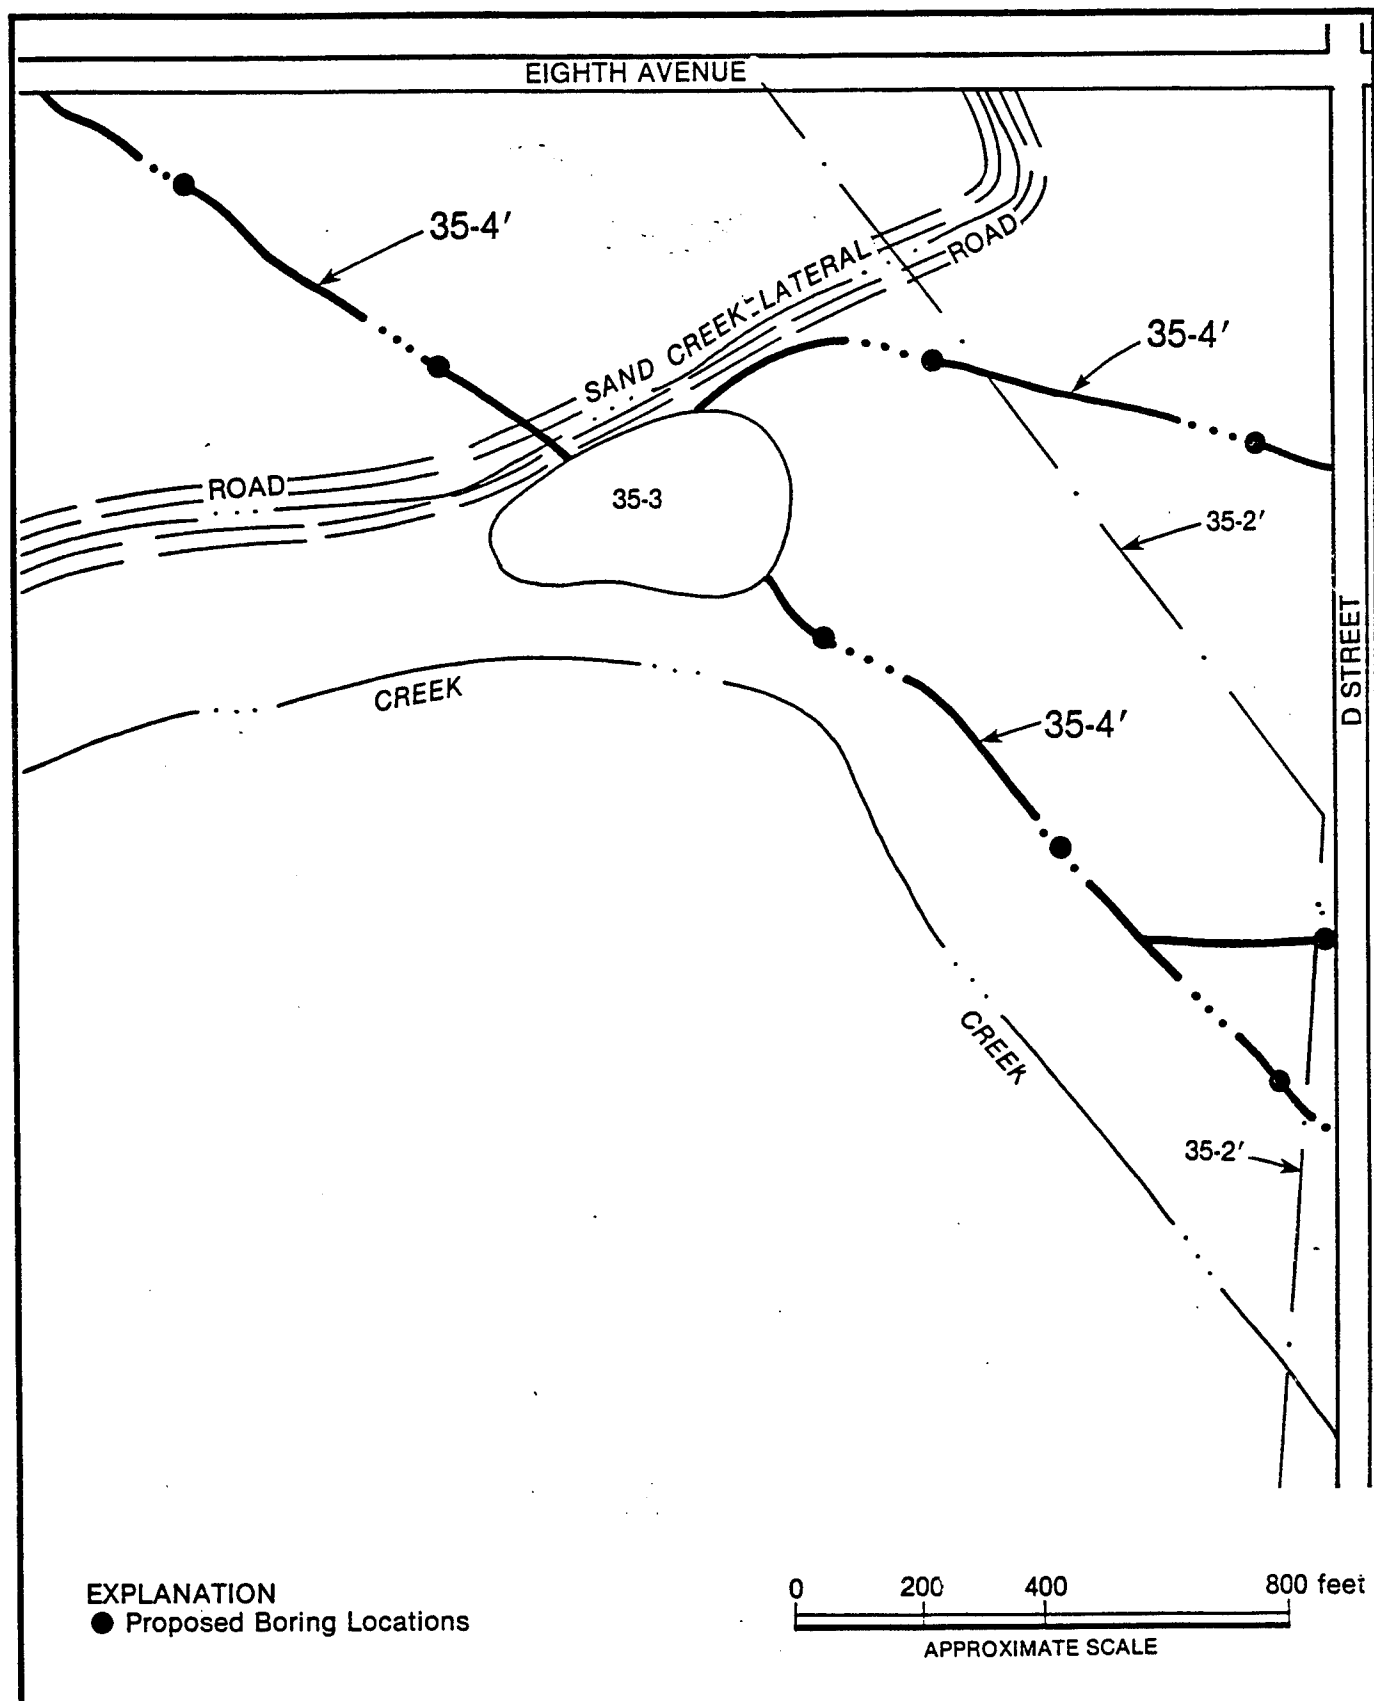 EIGHTH AVENUE
35-4'
SAND CREEK LATERAL
ROAD
35-4'
ROAD
35-3
35-2'
D STREET
CREEK
35-4'
CREEK
35-2'
EXPLANATION
Proposed Boring Locations
0 200 400 800 feet
APPROXIMATE SCALE